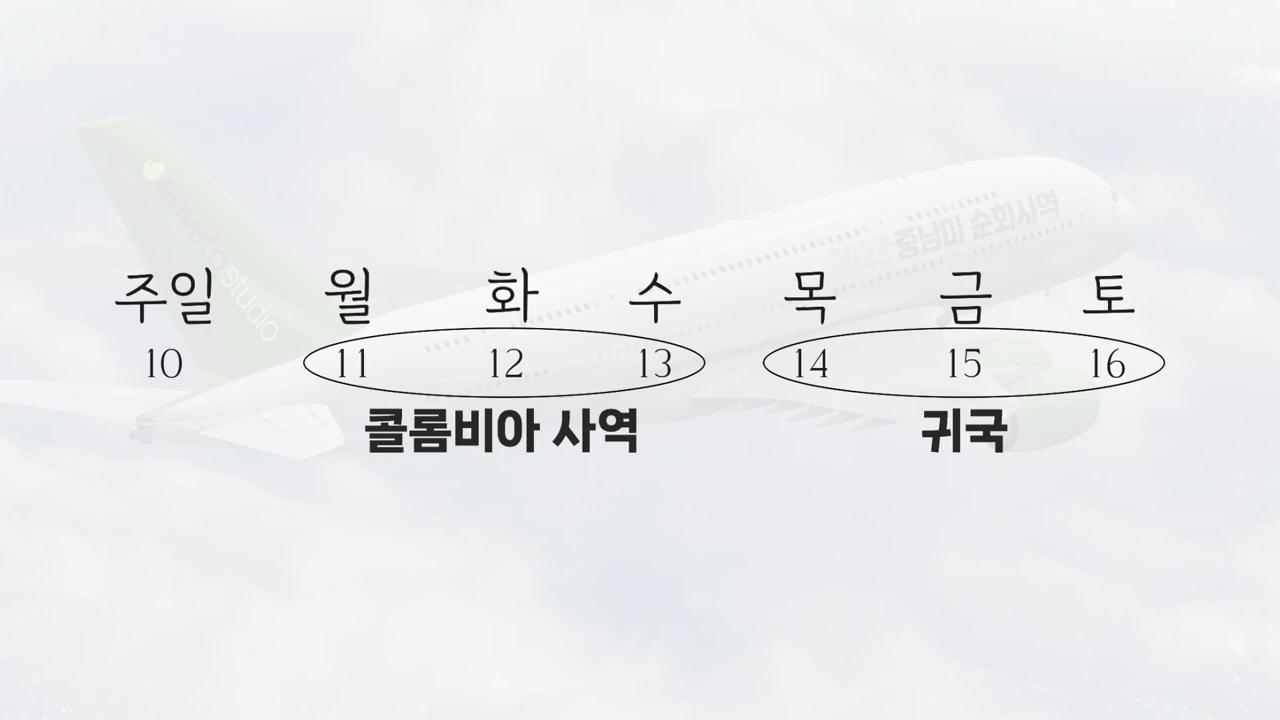 envato studio
2023 중남미 순회사역
주일 월 화 수 목 금 토
10 11 12 13 14 15 16
콜롬비아 사역 귀국